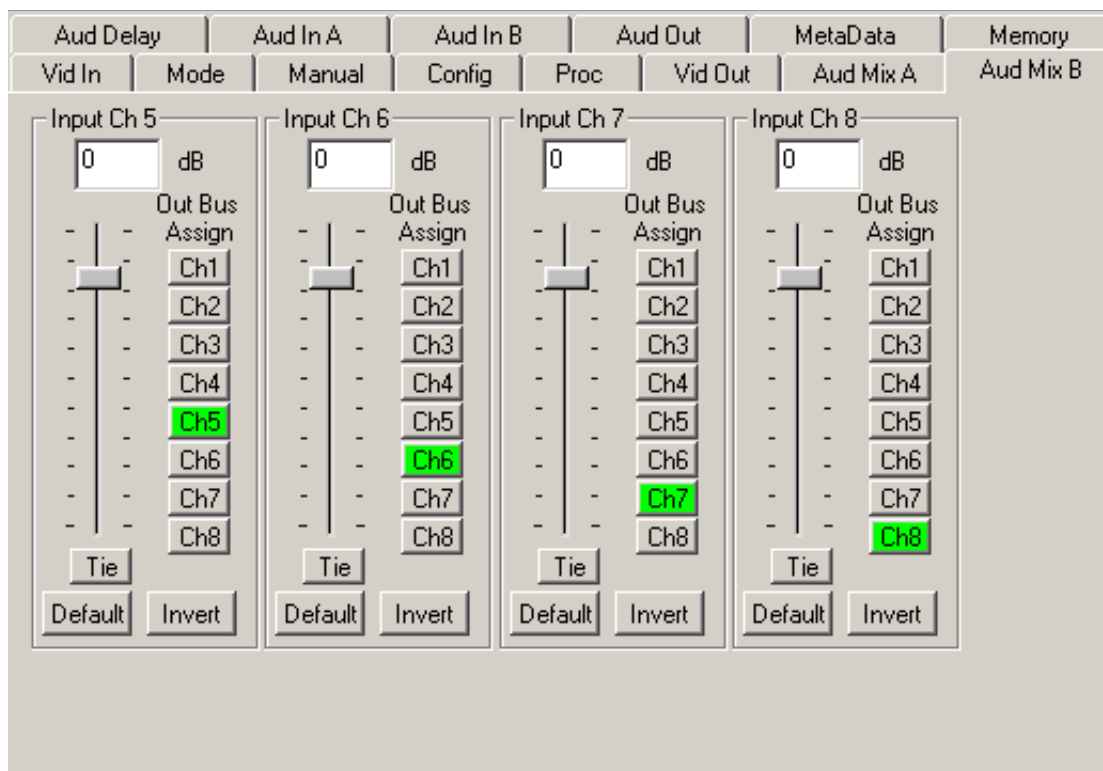 Aud Delay Aud In A Aud In B Aud Out MetaData Memory
Vid In Mode Manual Config Proc Vid Out Aud Mix A Aud Mix B
Input Ch 5
0 dB
Out Bus
Assign
Ch1
Ch2
Ch3
Ch4
Ch5
Ch6
Ch7
Ch8
Tie
Default Invert
Input Ch 6
0 dB
Out Bus
Assign
Ch1
Ch2
Ch3
Ch4
Ch5
Ch6
Ch7
Ch8
Tie
Default Invert
Input Ch 7
0 dB
Out Bus
Assign
Ch1
Ch2
Ch3
Ch4
Ch5
Ch6
Ch7
Ch8
Tie
Default Invert
Input Ch 8
0 dB
Out Bus
Assign
Ch1
Ch2
Ch3
Ch4
Ch5
Ch6
Ch7
Ch8
Tie
Default Invert